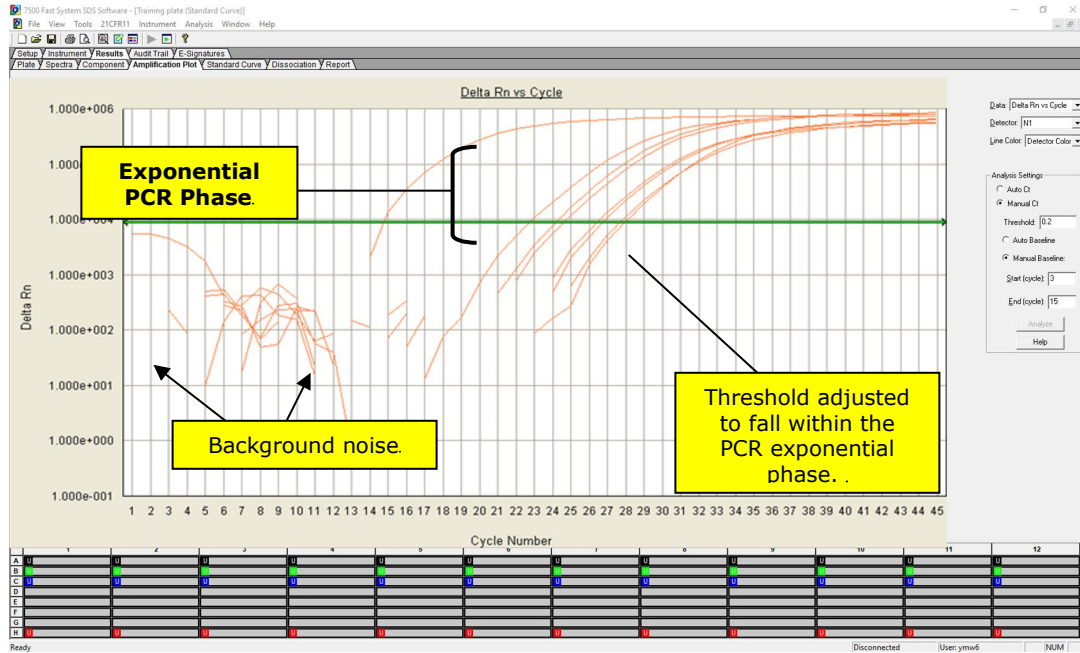 7500 Fast System SDS Software - [Training plate (Standard Curve)]
File View Tools 21CFR11 Instrument Analysis Window Help
Setup Instrument Results Audit Trail E-Signatures
Plate Spectra Component Amplification Plot Standard Curve Dissociation Report
Delta Rn vs Cycle
Data: Delta Rn vs Cycle
Detector: N1
Line Color: Detector Color
Analysis Settings
Auto Ct
Manual Ct
Threshold: 0.2
Auto Baseline
Manual Baseline:
Start (cycle): 3
End (cycle): 15
Analyze
Help
Delta Rn
1.000e+006
1.000
1.000e+004
1.000e+003
1.000e+002
1.000e+001
1.000e+000
1.000e-001
Exponential
PCR Phase.
Background noise.
Threshold adjusted
to fall within the
PCR exponential
phase. .
1 2 3 4 5 6 7 8 9 10 11 12 13 14 15 16 17 18 19 20 21 22 23 24 25 26 27 28 29 30 31 32 33 34 35 36 37 38 39 40 41 42 43 44 45
Cycle Number
1 2 3 4 5 6 7 8 9 10 11 12
A U U U U U U U U U U U U
B
C U U U U U U U U U U U U
D
E
F
G
H U U U U U U U U U U U U
Ready
Disconnected User: ymw6 NUM